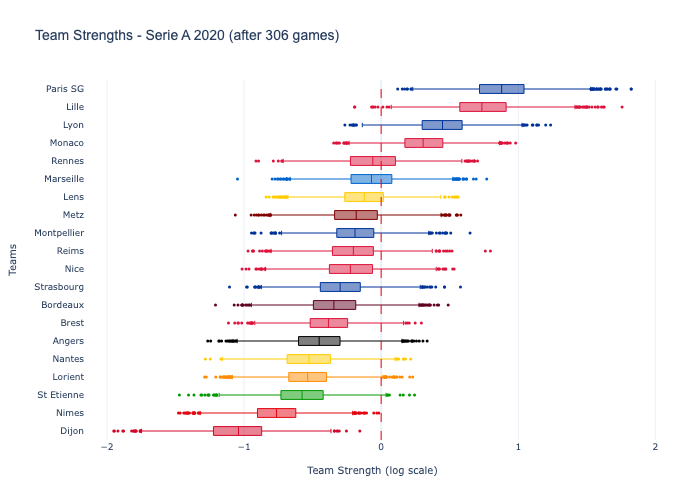 Team Strengths - Serie A 2020 (after 306 games)
Paris SG
Lille
Lyon
Monaco
Rennes
Marseille
Lens
Metz
Montpellier
Reims
Nice
Strasbourg
Bordeaux
Brest
Angers
Nantes
Lorient
St Etienne
Nimes
Dijon
Teams
−2 −1 0 1 2
Team Strength (log scale)